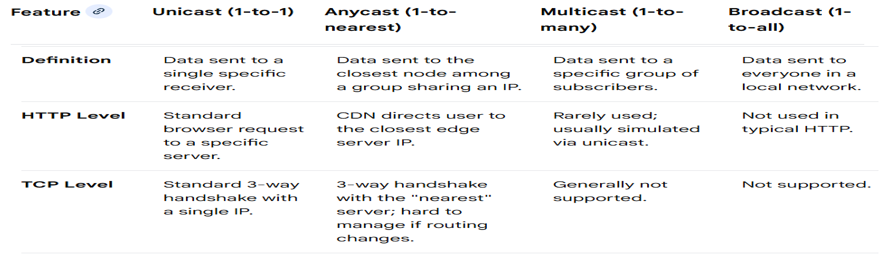 Feature Unicast (1-to-1) Anycast (1-to- Multicast (1-to- Broadcast (1-
nearest) many) to-all)
Definition Data sent to a Data sent to the Data sent to a Data sent to
single specific closest node among specific group of everyone in a
receiver. a group sharing an IP. subscribers. local network.
HTTP Level Standard CDN directs user to Rarely used; Not used in
browser request the closest edge usually simulated typical HTTP.
to a specific server IP. via unicast.
server.
TCP Level Standard 3-way 3-way handshake Generally not Not supported.
handshake with with the "nearest" supported.
a single IP. server; hard to
manage if routing
changes.